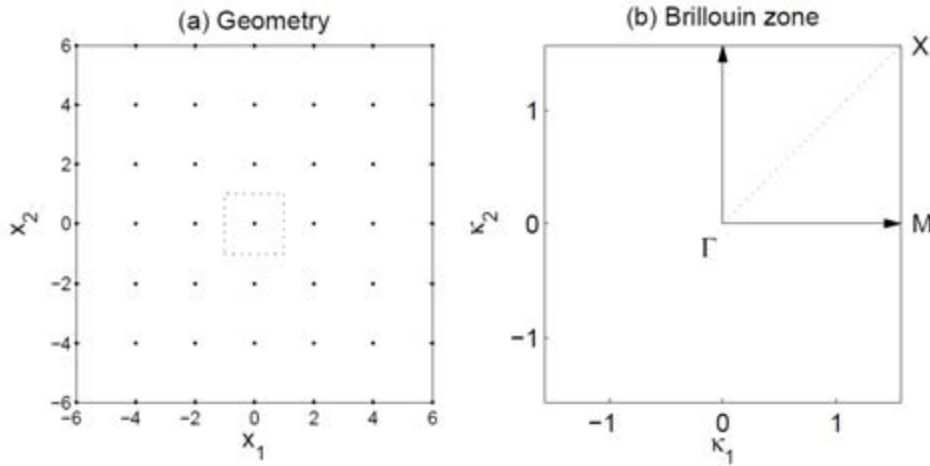 (a) Geometry
6
4
2
0
−2
−4
−6
−6 −4 −2 0 2 4 6
x₂
x₁
(b) Brillouin zone
X
1
0
−1
M
Γ
−1 0 1
κ₂
κ₁